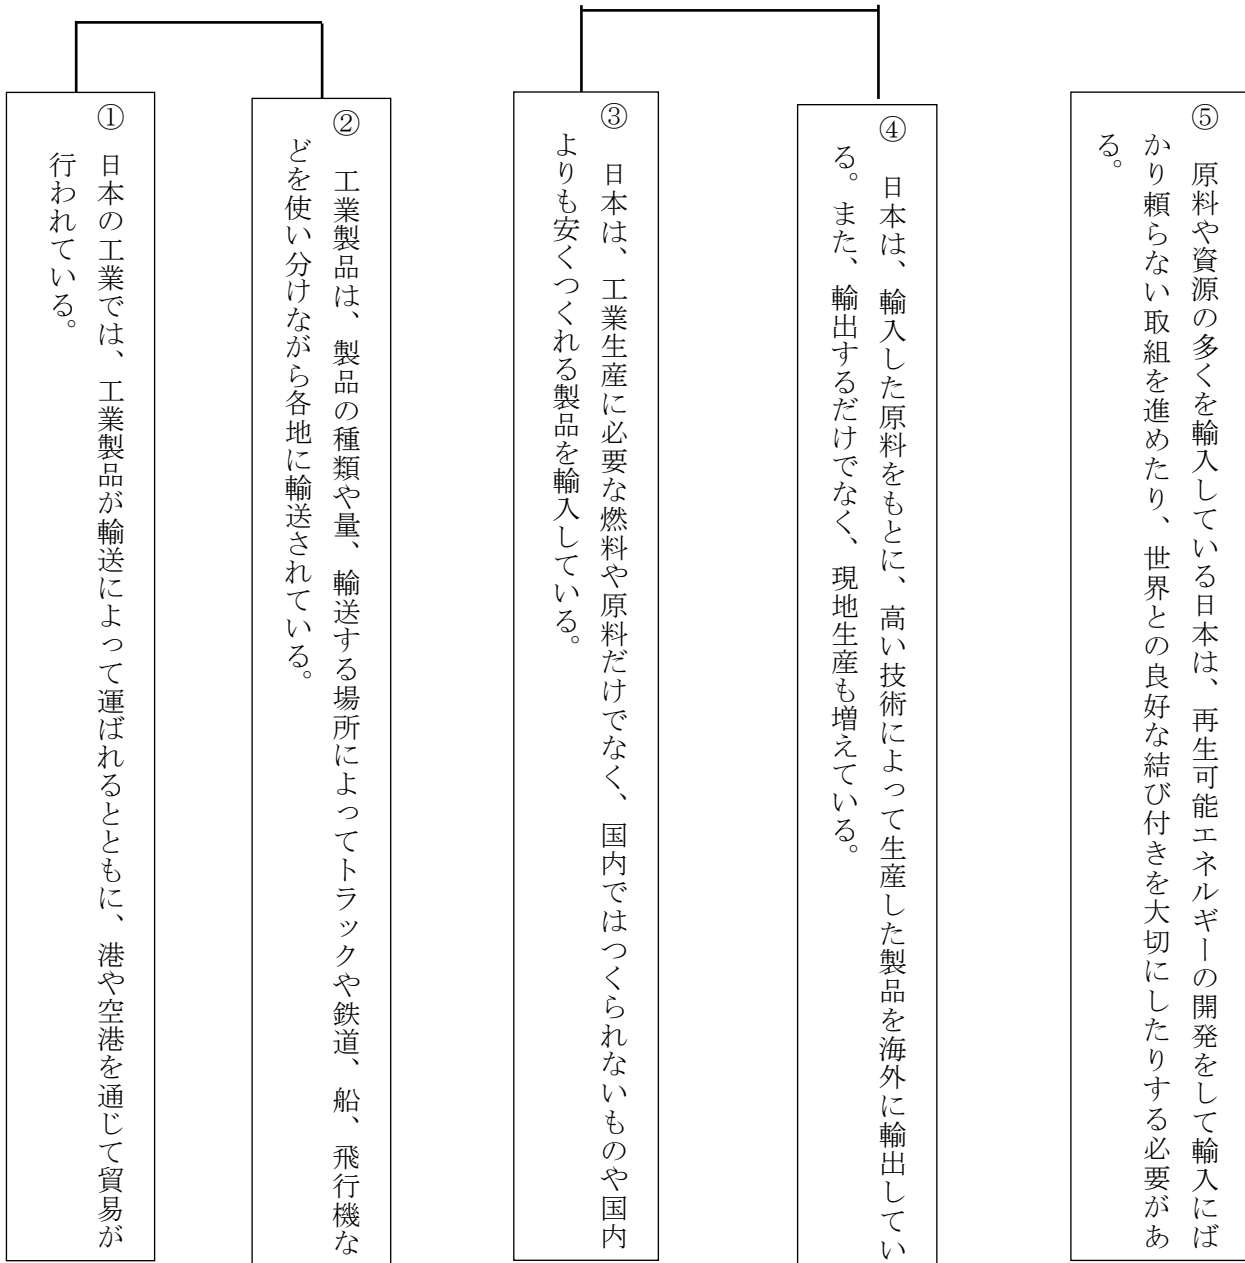 ① 日本の工業では、工業製品が輸送によって運ばれるとともに、港や空港を通じて貿易が
行われている。
② 工業製品は、製品の種類や量、輸送する場所によってトラックや鉄道、船、飛行機な
どを使い分けながら各地に輸送されている。
③ 日本は、工業生産に必要な燃料や原料だけでなく、国内ではつくられないものや国内
よりも安くつくれる製品を輸入している。
④ 日本は、輸入した原料をもとに、高い技術によって生産した製品を海外に輸出してい
る。また、輸出するだけでなく、現地生産も増えている。
⑤ 原料や資源の多くを輸入している日本は、再生可能エネルギーの開発をして輸入にば
かり頼らない取組を進めたり、世界との良好な結び付きを大切にしたりする必要があ
る。